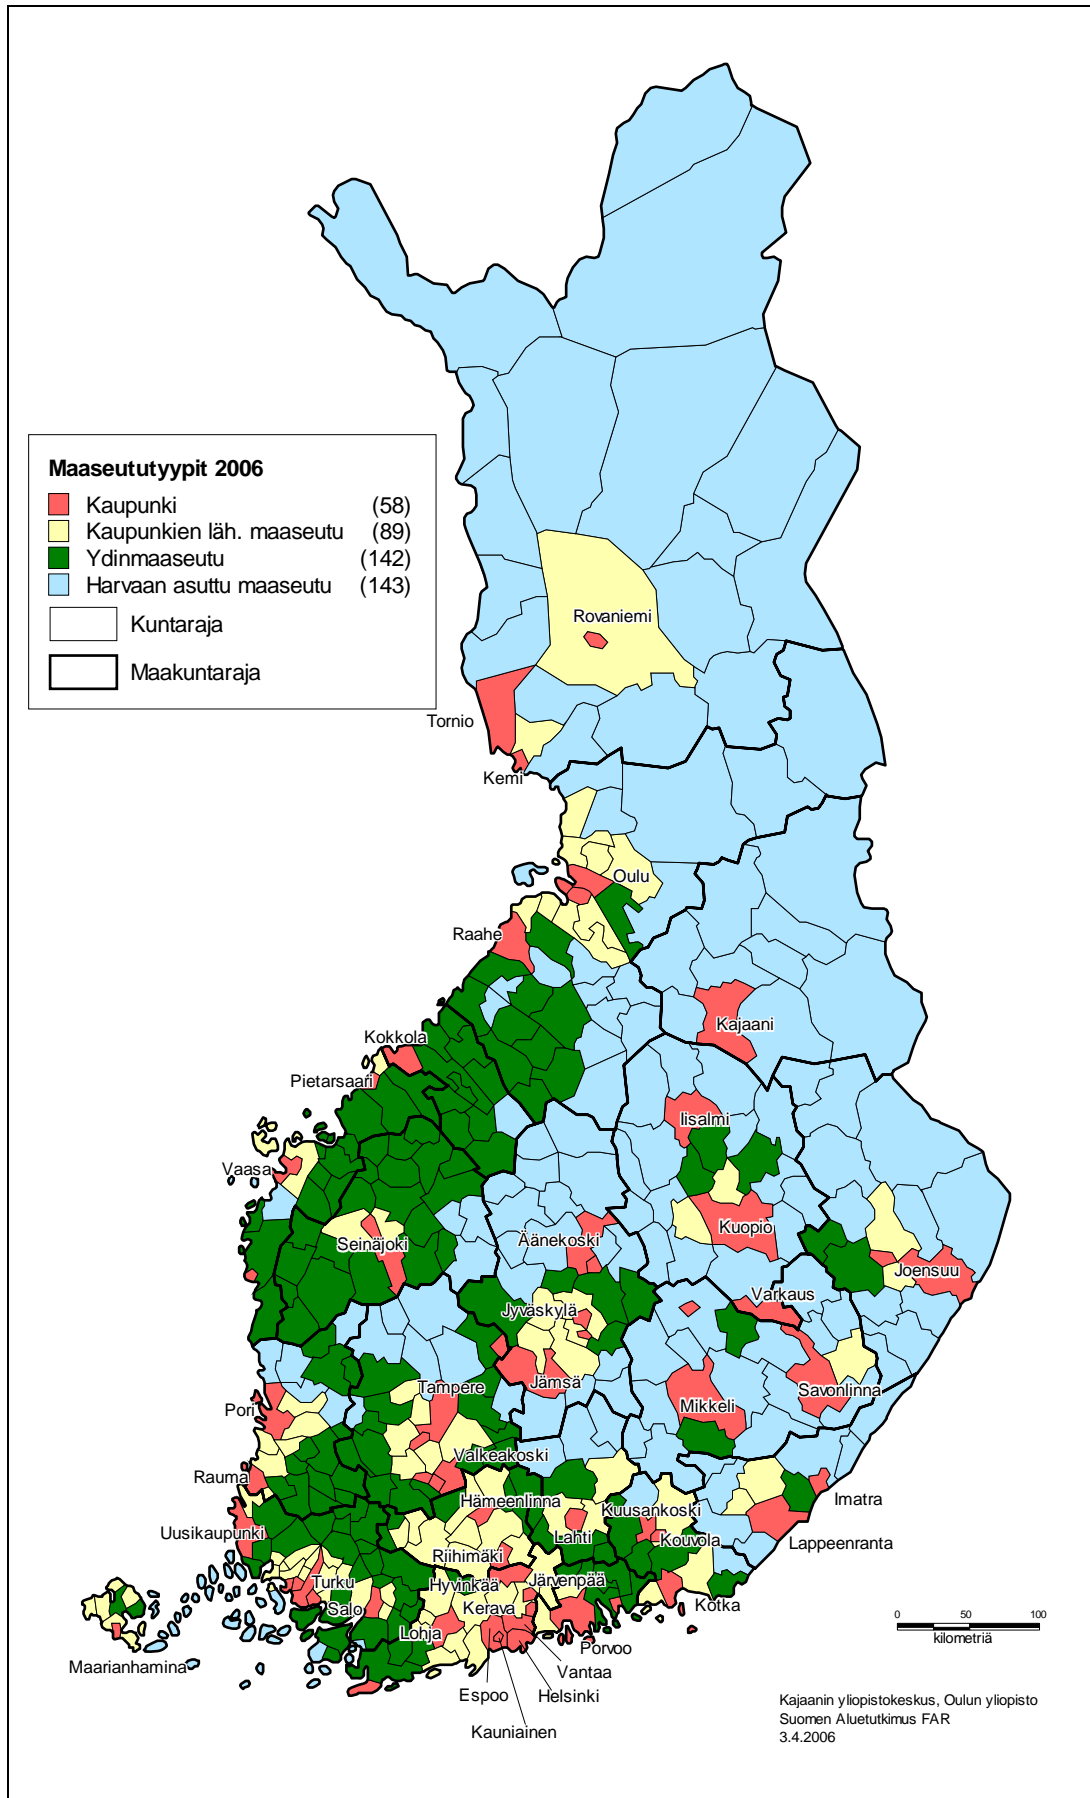 Maaseututyypit 2006
Kaupunki (58)
Kaupunkien läh. maaseutu (89)
Ydinmaaseutu (142)
Harvaan asuttu maaseutu (143)
Kuntaraja
Maakuntaraja
Rovaniemi
Tornio
Kemi
Oulu
Raahe
Kajaani
Kokkola
Pietarsaari
Iisalmi
Vaasa
Kuopio
Seinäjoki
Äänekoski
Joensuu
Varkaus
Jyväskylä
Jämsä
Tampere
Savonlinna
Mikkeli
Pori
Valkeakoski
Rauma
Hämeenlinna
Imatra
Kuusankoski
Uusikaupunki
Lahti
Kouvola
Lappeenranta
Riihimäki
Turku
Hyvinkää
Järvenpää
Salo
Kerava
Kotka
Lohja
Porvoo
Maarianhamina
Vantaa
Espoo
Helsinki
Kauniainen
0 50 100
kilometriä
Kajaanin yliopistokeskus, Oulun yliopisto
Suomen Aluetutkimus FAR
3.4.2006